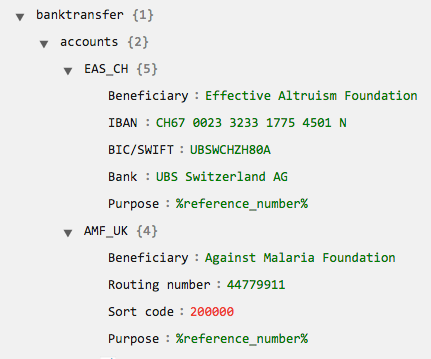 banktransfer {1}
accounts {2}
EAS_CH {5}
Beneficiary : Effective Altruism Foundation
IBAN : CH67 0023 3233 1775 4501 N
BIC/SWIFT : UBSWCHZH80A
Bank : UBS Switzerland AG
Purpose : %reference_number%
AMF_UK {4}
Beneficiary : Against Malaria Foundation
Routing number : 44779911
Sort code : 200000
Purpose : %reference_number%